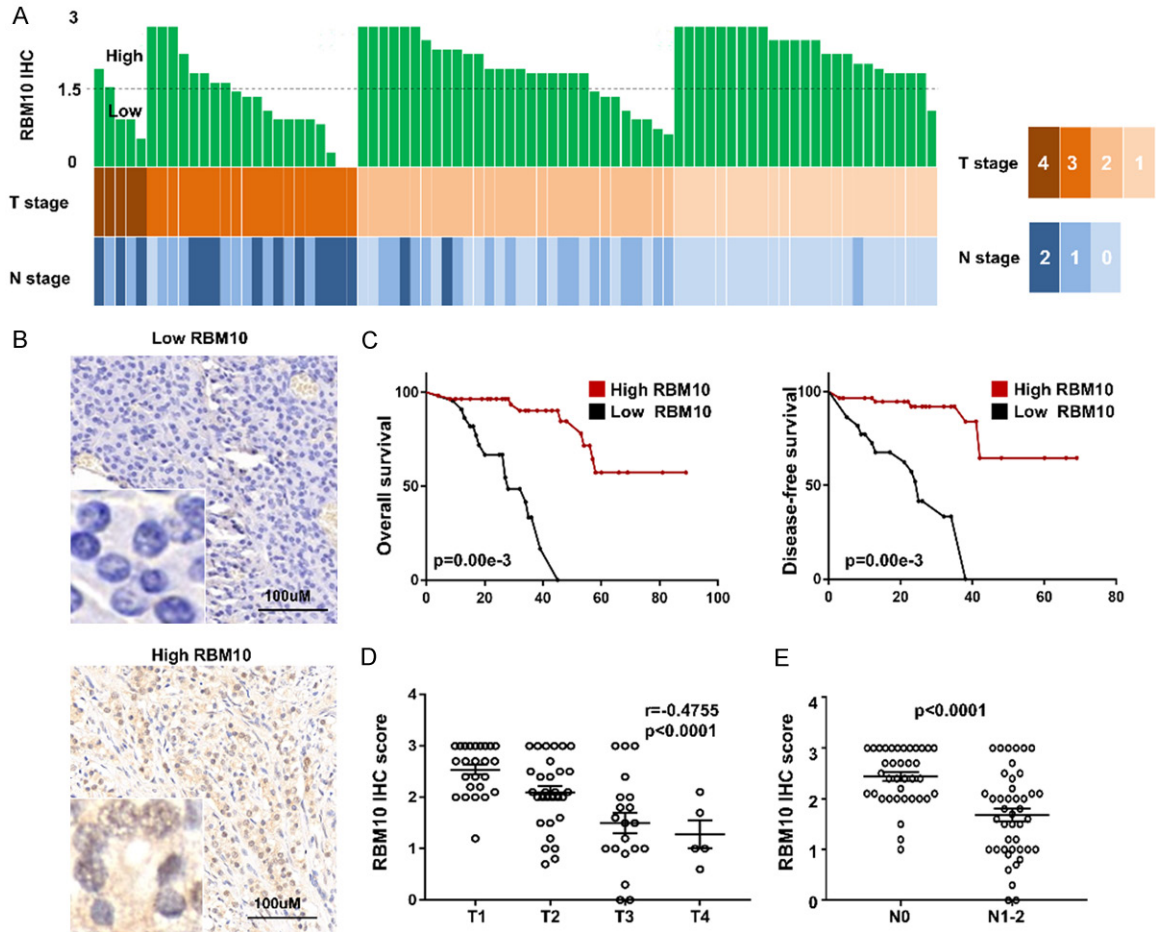 A
3
High
1.5
Low
0
RBM10 IHC
T stage
N stage
T stage
4 3 2 1
N stage
2 1 0
B
Low RBM10
100uM
High RBM10
100uM
C
High RBM10
Low RBM10
100
50
0
Overall survival
p=0.00e-3
0 20 40 60 80 100
High RBM10
Low RBM10
100
50
0
Disease-free survival
p=0.00e-3
0 20 40 60 80
D
4
3
2
1
0
RBM10 IHC score
r=-0.4755
p<0.0001
T1 T2 T3 T4
E
4
3
2
1
0
RBM10 IHC score
p<0.0001
N0 N1-2